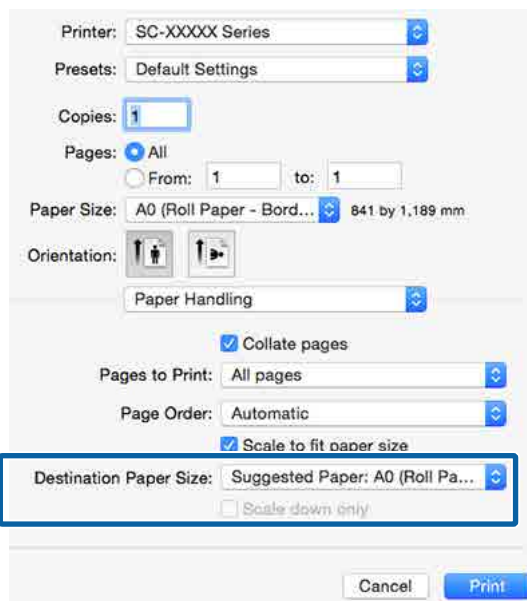 Printer: SC-XXXXX Series
Presets: Default Settings
Copies: 1
Pages: All
From: 1 to: 1
Paper Size: A0 (Roll Paper - Bord... 841 by 1,189 mm
Orientation:
Paper Handling
Collate pages
Pages to Print: All pages
Page Order: Automatic
Scale to fit paper size
Destination Paper Size: Suggested Paper: A0 (Roll Pa...
Scale down only
Cancel Print